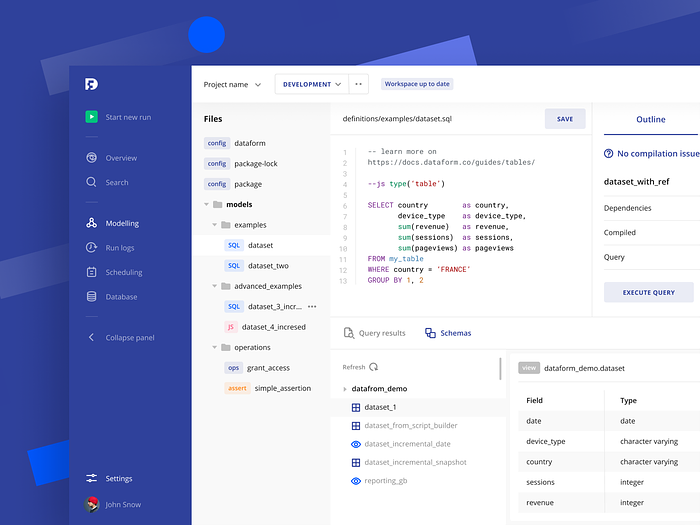 Start new run
Overview
Search
Modelling
Run logs
Scheduling
Database
Collapse panel
Settings
John Snow
Project name
DEVELOPMENT
Workspace up to date
Files
config dataform
config package-lock
config package
models
examples
SQL dataset
SQL dataset_two
advanced_examples
SQL dataset_3_incr...
JS dataset_4_incresed
operations
ops grant_access
assert simple_assertion
definitions/examples/dataset.sql
SAVE
1 -- learn more on
2 https://docs.dataform.co/guides/tables/
3
4 --js type('table')
5
6 SELECT country as country,
7 device_type as device_type,
8 sum(revenue) as revenue,
9 sum(sessions) as sessions,
10 sum(pageviews) as pageviews
11 FROM my_table
12 WHERE country = 'FRANCE'
13 GROUP BY 1, 2
Outline
No compilation issue
dataset_with_ref
Dependencies
Compiled
Query
EXECUTE QUERY
Query results
Schemas
Refresh
datafrom_demo
dataset_1
dataset_from_script_builder
dataset_incremental_date
dataset_incremental_snapshot
reporting_gb
view dataform_demo.dataset
Field Type
date date
device_type character varying
country character varying
sessions integer
revenue integer